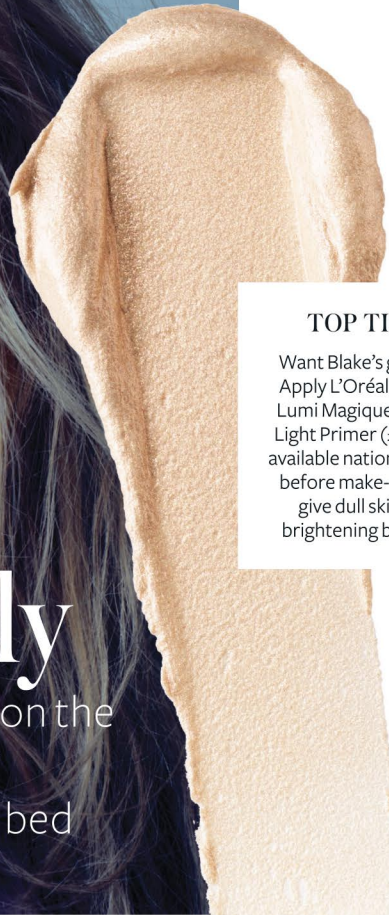 TOP TI
Want Blake's g
Apply L'Oréal
Lumi Magique
Light Primer (
available nation
before make-
give dull ski
brightening b
ly
on the
bed